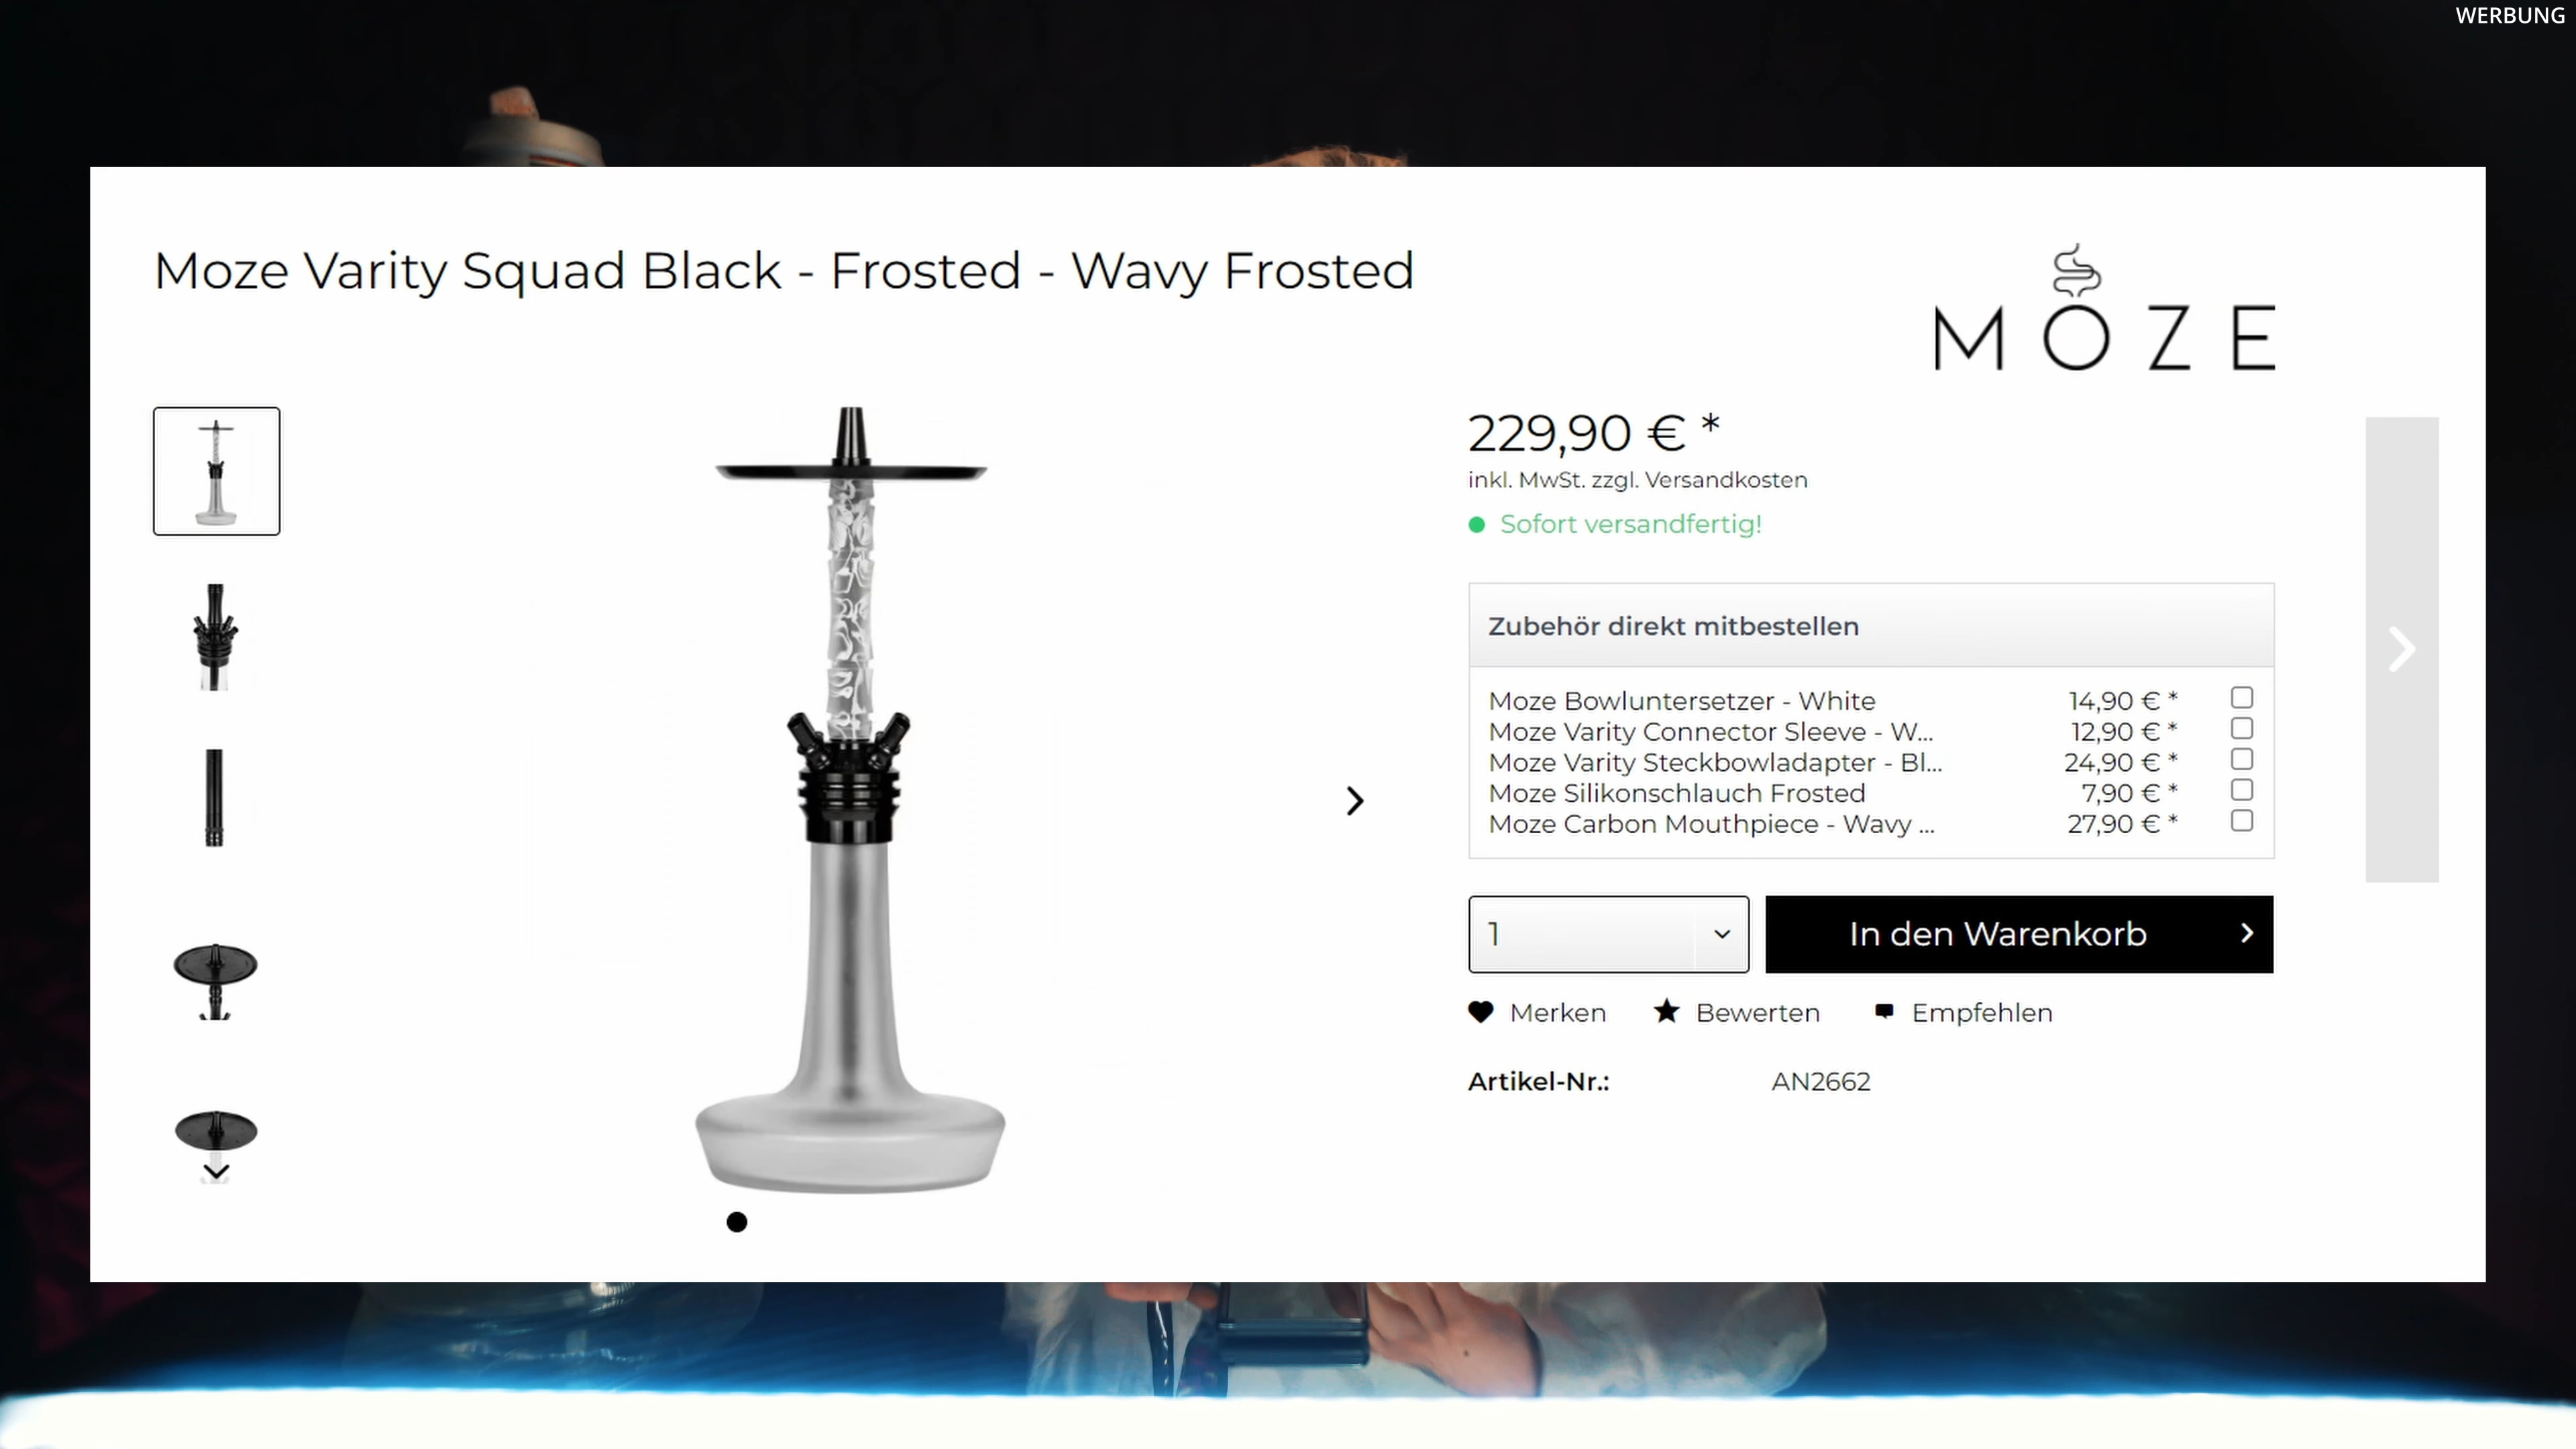 WERBUNG
Moze Varity Squad Black - Frosted - Wavy Frosted
MOZE
229,90 € *
inkl. MwSt. zzgl. Versandkosten
Sofort versandfertig!
Zubehör direkt mitbestellen
Moze Bowluntersetzer - White 14,90 € *
Moze Varity Connector Sleeve - W... 12,90 € *
Moze Varity Steckbowladapter - Bl... 24,90 € *
Moze Silikonschlauch Frosted 7,90 € *
Moze Carbon Mouthpiece - Wavy ... 27,90 € *
1 In den Warenkorb
Merken Bewerten Empfehlen
Artikel-Nr.: AN2662